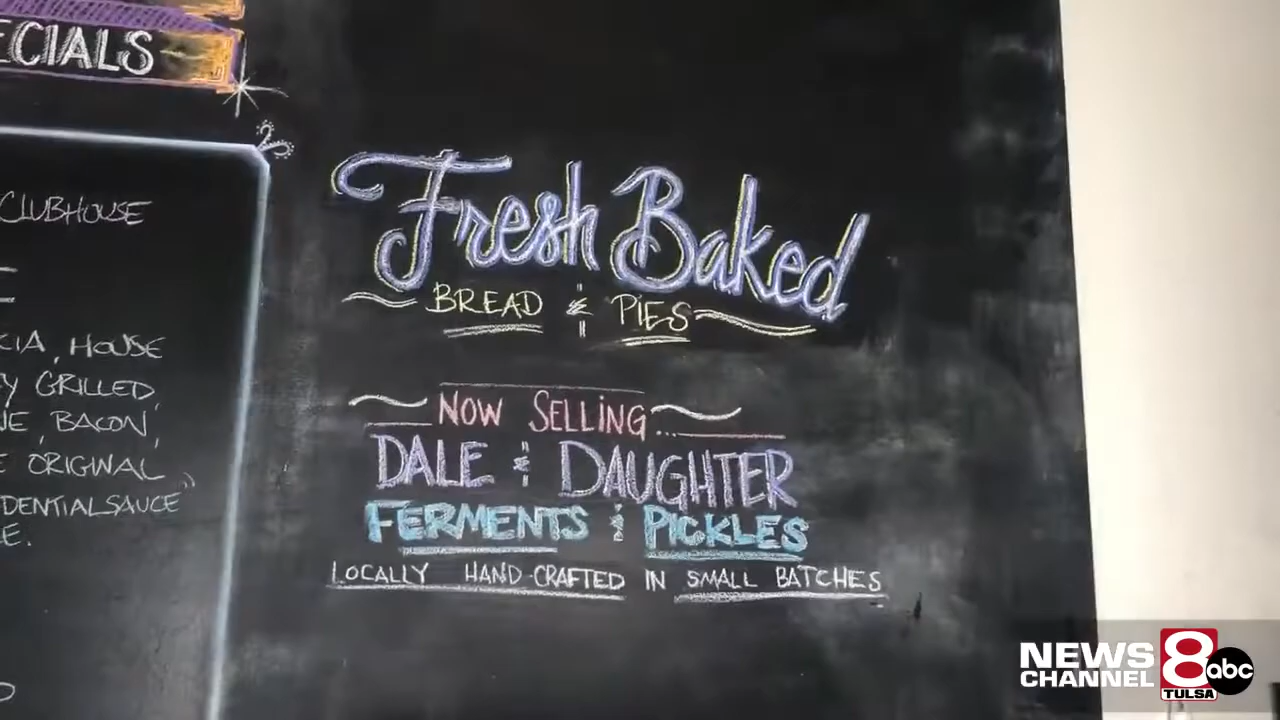 ECIALS
CLUBHOUSE
CIA, HOUSE
Y GRILLED,
E, BACON,
E ORIGINAL
DENTIAL SAUCE"
E.
Fresh Baked
BREAD & PIES
NOW SELLING...
DALE & DAUGHTER
FERMENTS & PICKLES
LOCALLY HAND-CRAFTED IN SMALL BATCHES
NEWS
CHANNEL 8 abc
TULSA